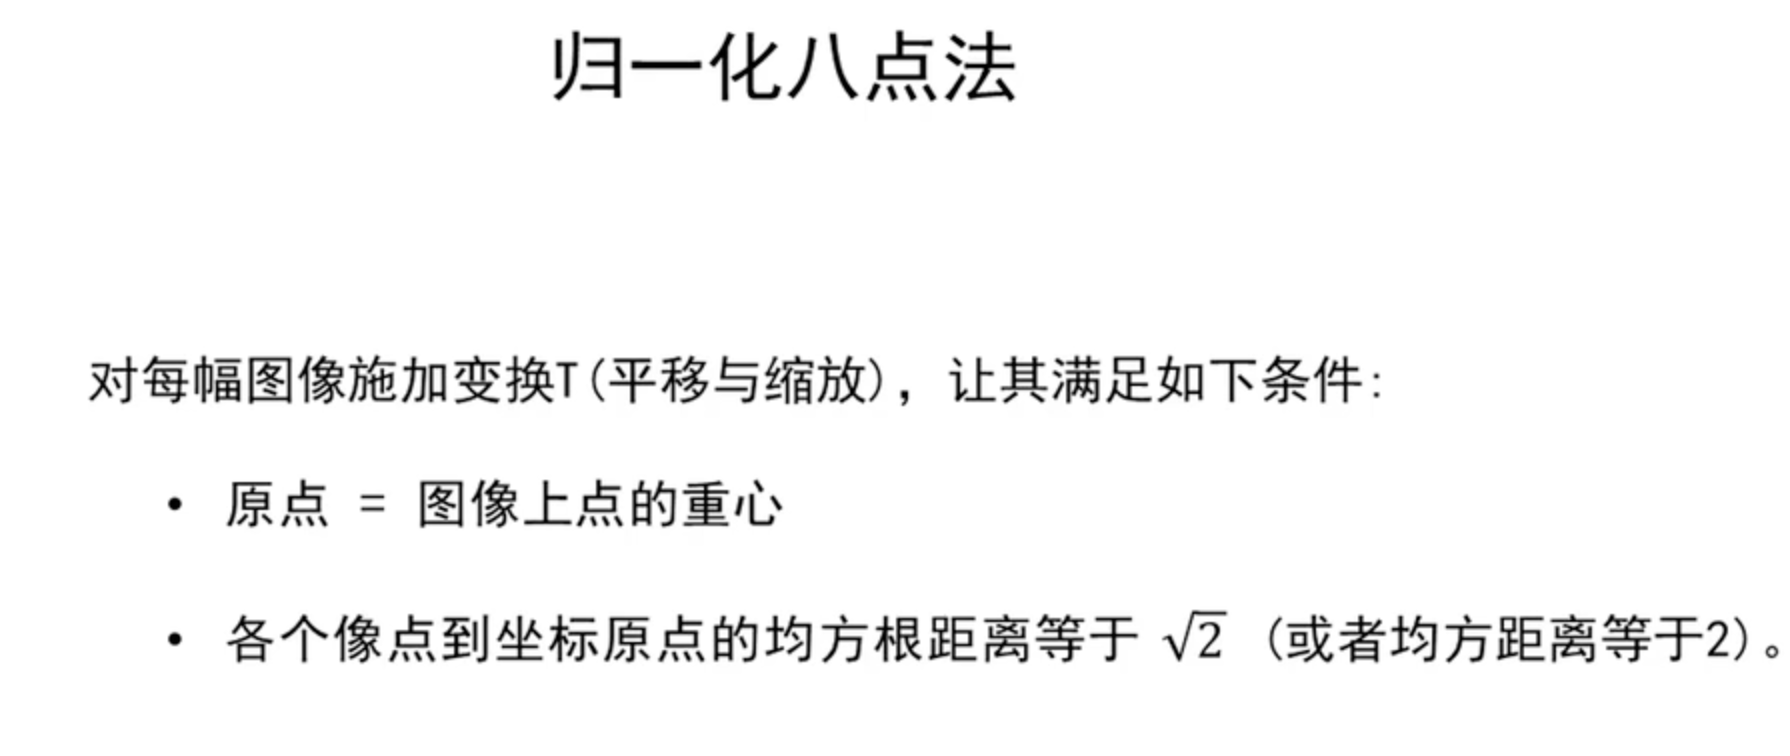 归一化八点法
对每幅图像施加变换T(平移与缩放)，让其满足如下条件:
• 原点 = 图像上点的重心
• 各个像点到坐标原点的均方根距离等于 √2 (或者均方距离等于2)。